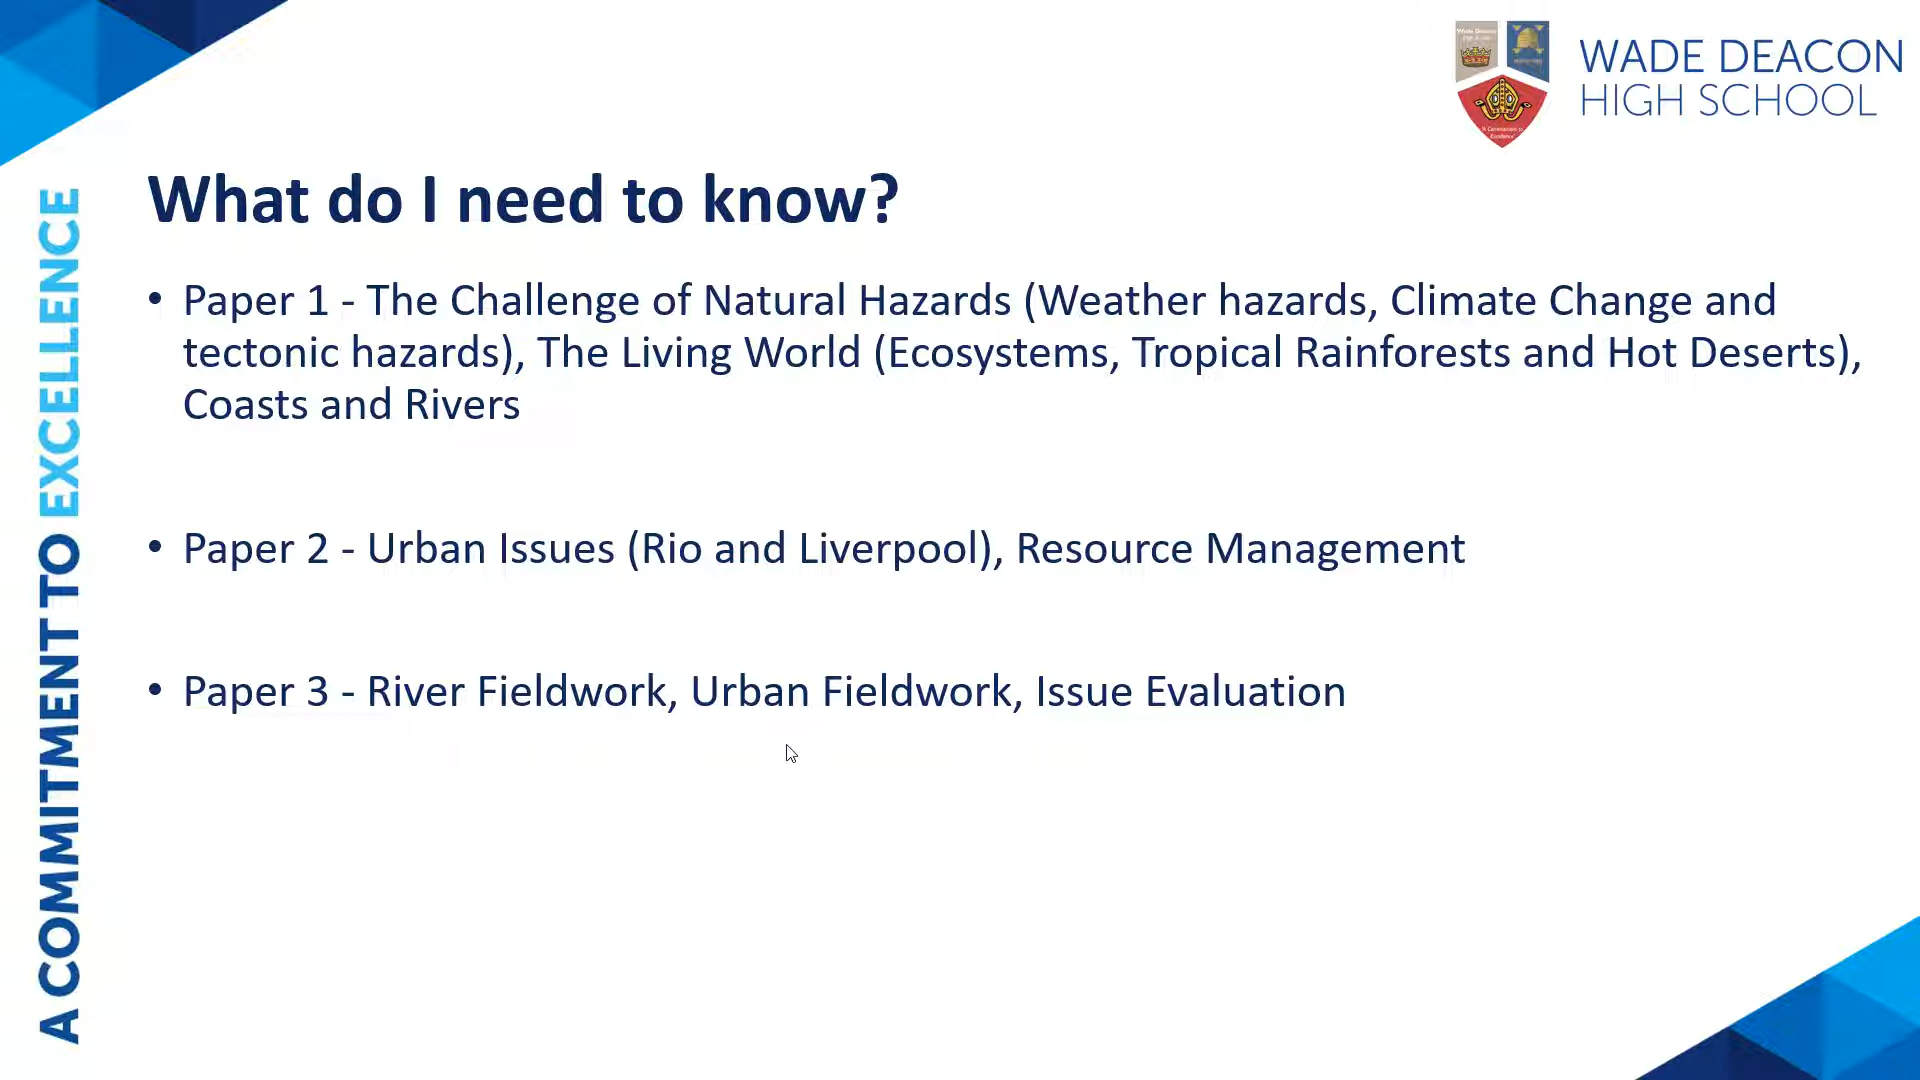 WADE DEACON
HIGH SCHOOL
What do I need to know?
• Paper 1 - The Challenge of Natural Hazards (Weather hazards, Climate Change and
tectonic hazards), The Living World (Ecosystems, Tropical Rainforests and Hot Deserts),
Coasts and Rivers
• Paper 2 - Urban Issues (Rio and Liverpool), Resource Management
• Paper 3 - River Fieldwork, Urban Fieldwork, Issue Evaluation
A COMMITMENT TO EXCELLENCE